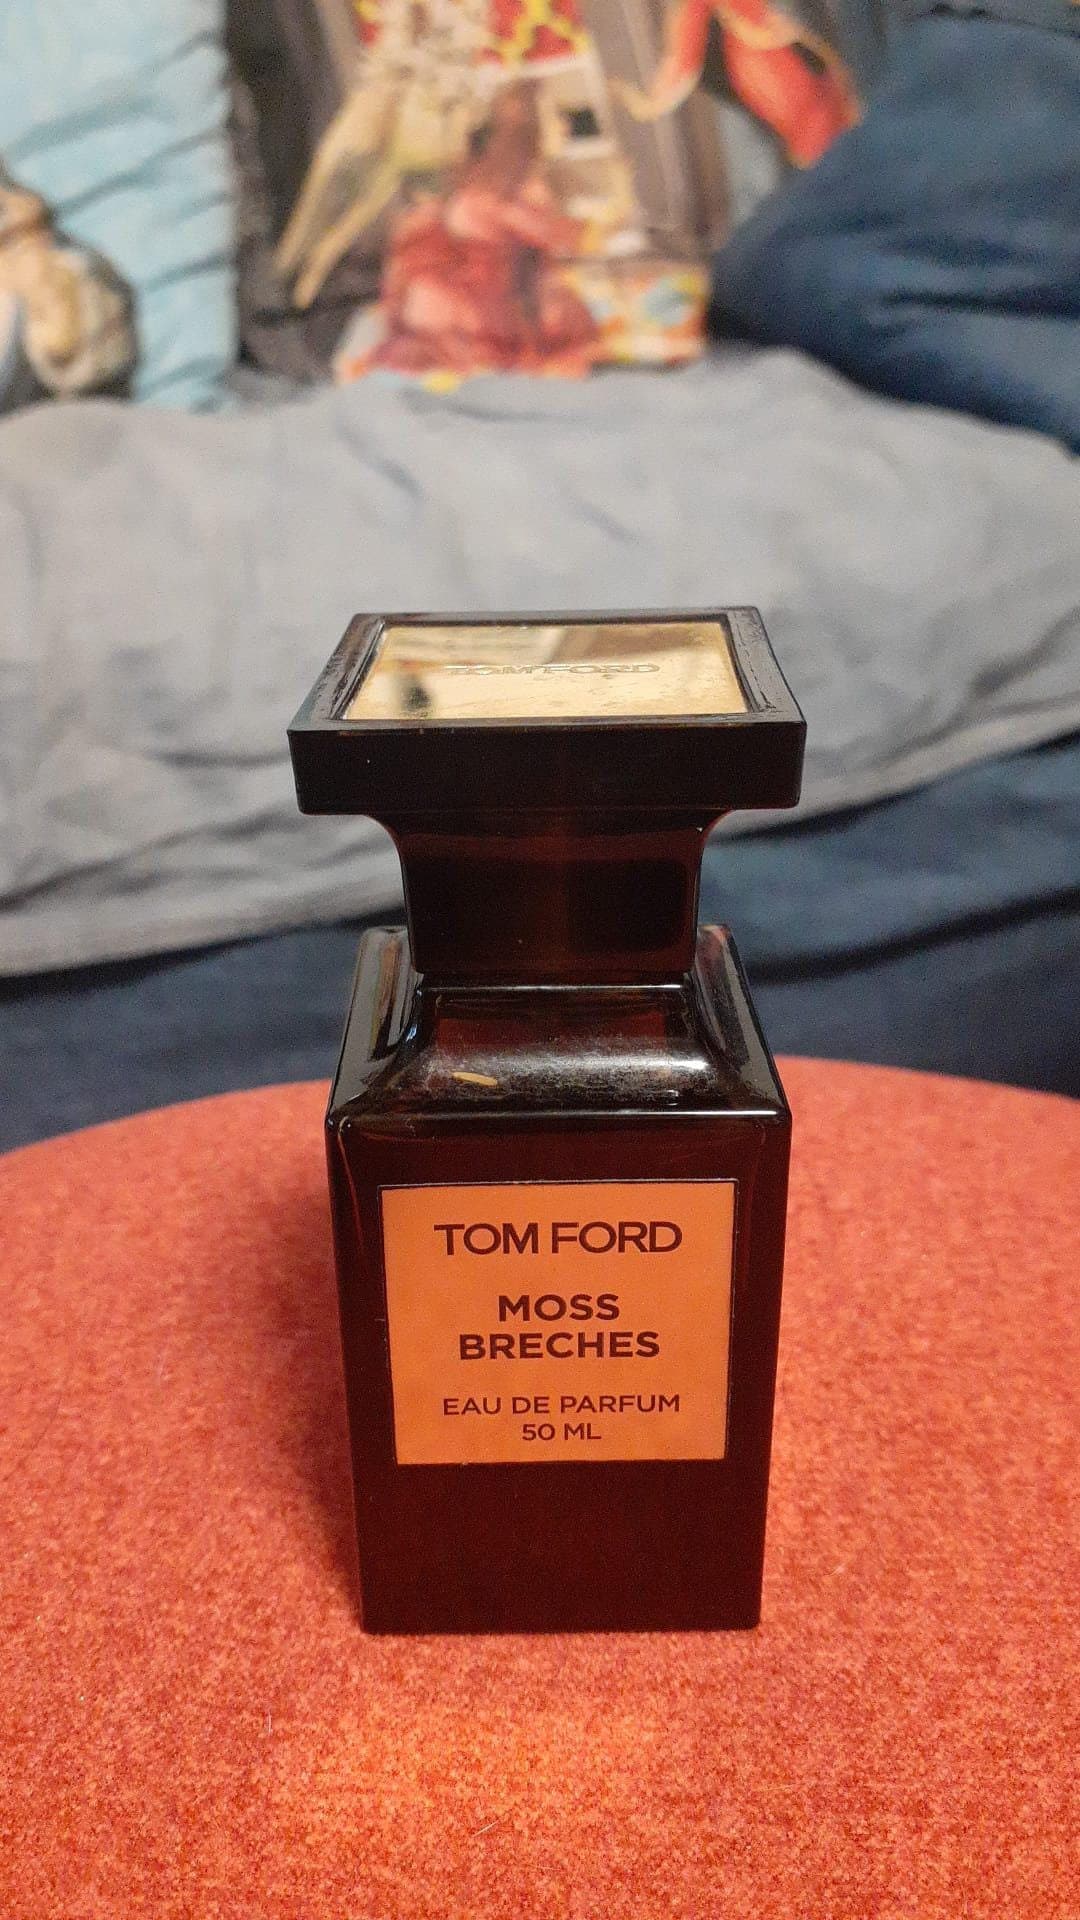 TOM FORD
TOM FORD
MOSS
BRECHES
EAU DE PARFUM
50 ML